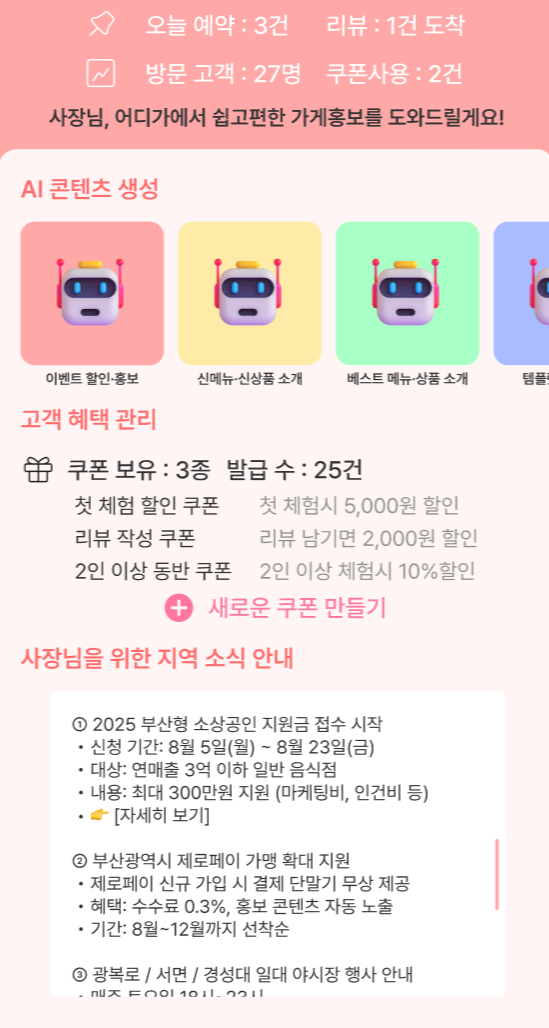 오늘 예약 : 3건 리뷰 : 1건 도착
방문 고객 : 27명 쿠폰사용 : 2건
사장님, 어디가에서 쉽고편한 가게홍보를 도와드릴게요!
AI 콘텐츠 생성
이벤트 할인·홍보 신메뉴·신상품 소개 베스트 메뉴·상품 소개
고객 혜택 관리
쿠폰 보유 : 3종 발급 수 : 25건
첫 체험 할인 쿠폰 첫 체험시 5,000원 할인
리뷰 작성 쿠폰 리뷰 남기면 2,000원 할인
2인 이상 동반 쿠폰 2인 이상 체험시 10%할인
새로운 쿠폰 만들기
사장님을 위한 지역 소식 안내
① 2025 부산형 소상공인 지원금 접수 시작
• 신청 기간: 8월 5일(월) ~ 8월 23일(금)
• 대상: 연매출 3억 이하 일반 음식점
• 내용: 최대 300만원 지원 (마케팅비, 인건비 등)
• 👉 [자세히 보기]
② 부산광역시 제로페이 가맹 확대 지원
• 제로페이 신규 가입 시 결제 단말기 무상 제공
• 혜택: 수수료 0.3%, 홍보 콘텐츠 자동 노출
• 기간: 8월~12월까지 선착순
③ 광복로 / 서면 / 경성대 일대 야시장 행사 안내
• 매주 토요일 18시~23시